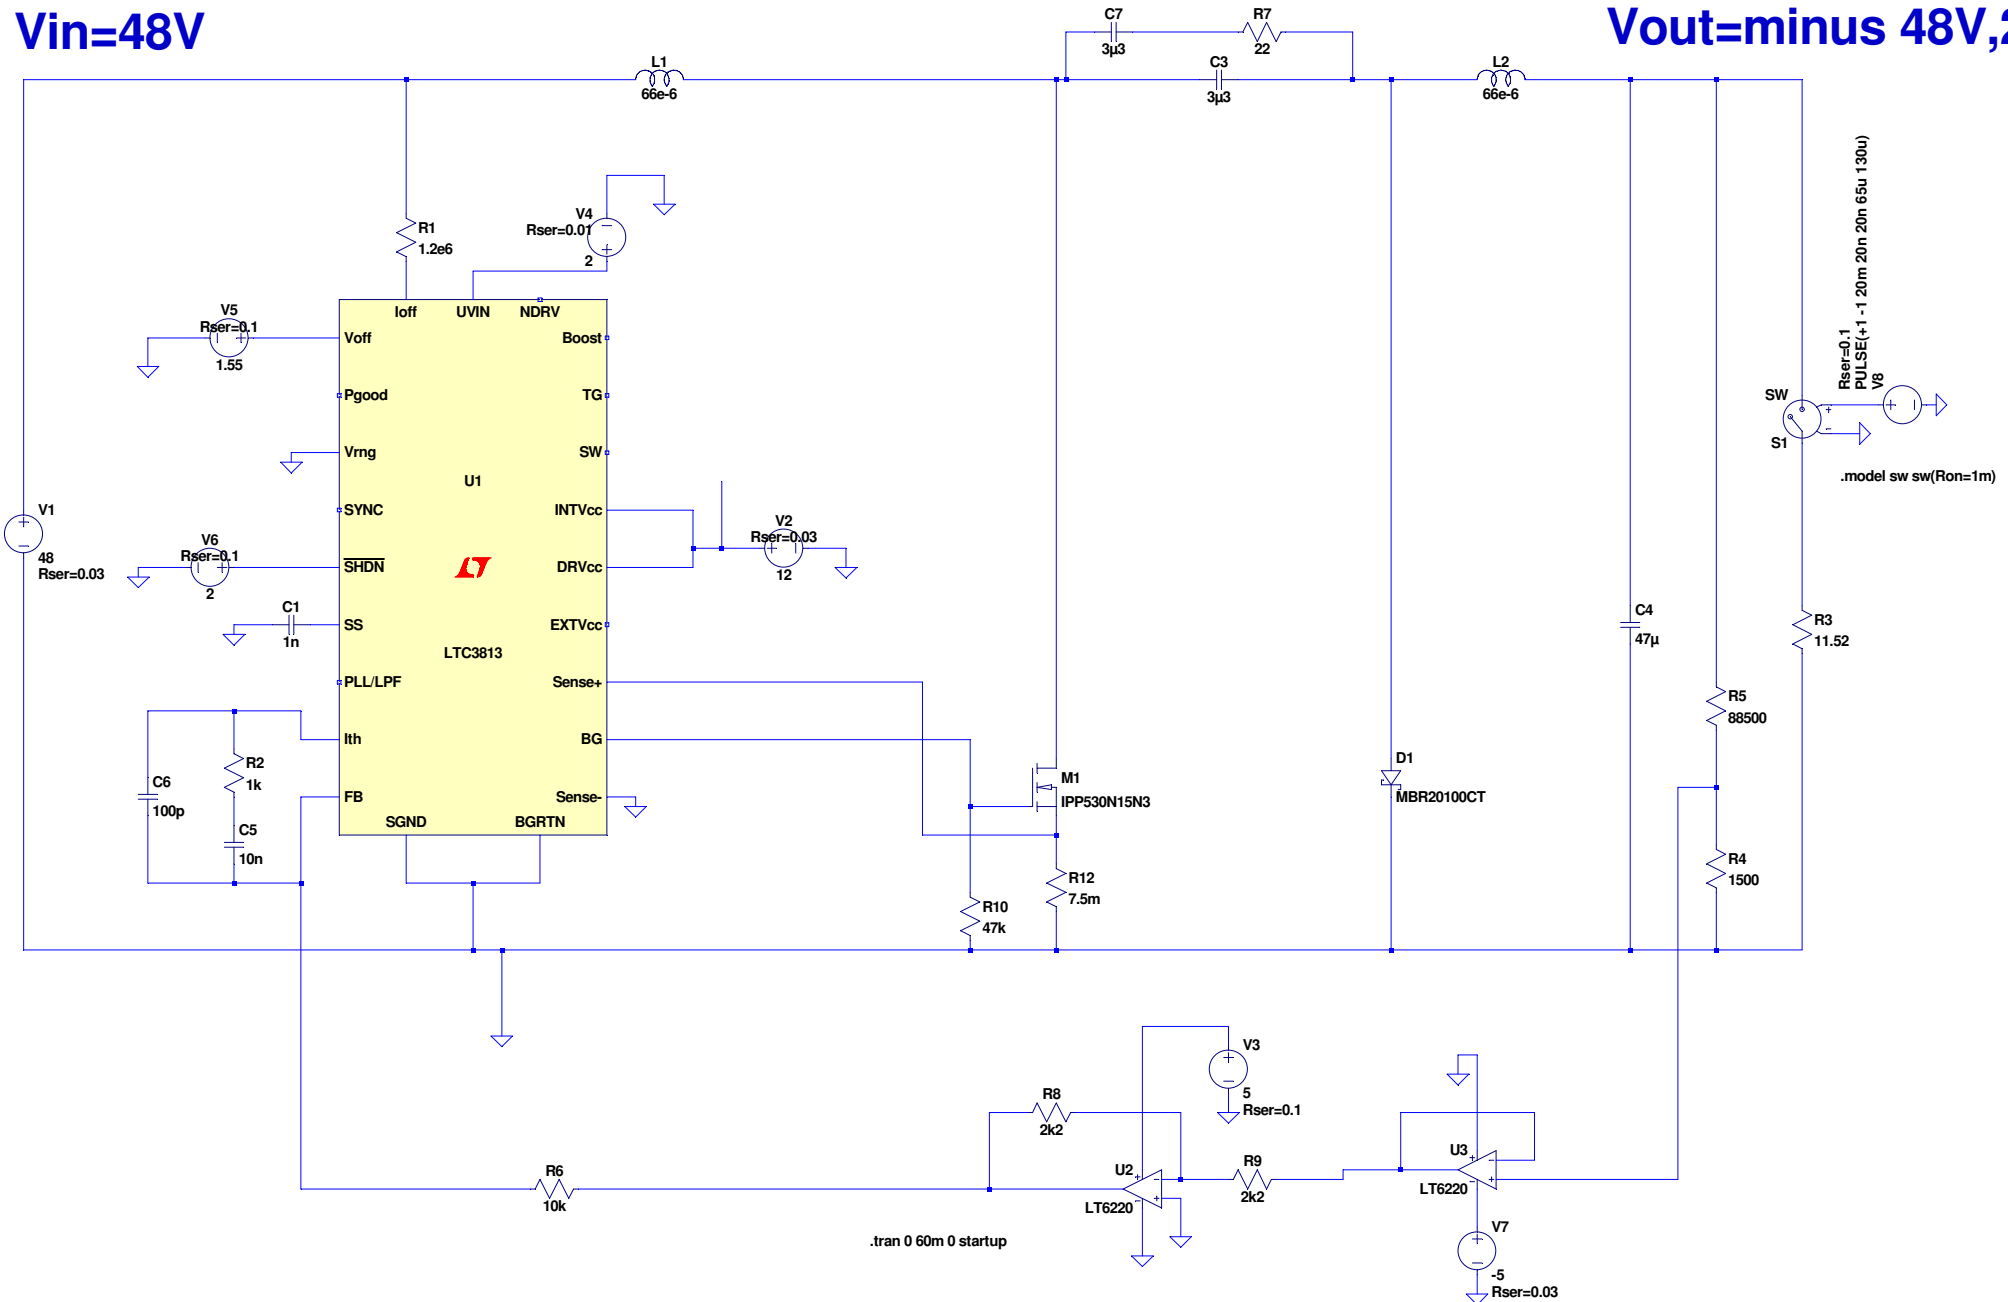 Vin=48V
Vout=minus 48V,2
C7
3µ3
R7
22
L1
66e-6
C3
3µ3
L2
66e-6
R1
1.2e6
V4
Rser=0.01
2
V5
Rser=0.1
1.55
Ioff
UVIN
NDRV
Voff
Boost
Pgood
TG
Vrng
SW
U1
SYNC
INTVcc
SHDN
DRVcc
SS
EXTVcc
LTC3813
PLL/LPF
Sense+
Ith
BG
FB
Sense-
SGND
BGRTN
V1
48
Rser=0.03
V6
Rser=0.1
2
C1
1n
V2
Rser=0.03
12
R2
1k
C6
100p
C5
10n
M1
IPP530N15N3
R12
7.5m
R10
47k
D1
MBR20100CT
C4
47µ
R5
88500
R4
1500
R3
11.52
SW
S1
Rser=0.1
PULSE(+1 -1 20m 20n 20n 65u 130u)
V8
.model sw sw(Ron=1m)
V3
5
Rser=0.1
R8
2k2
U2
LT6220
R9
2k2
U3
LT6220
V7
-5
Rser=0.03
R6
10k
.tran 0 60m 0 startup